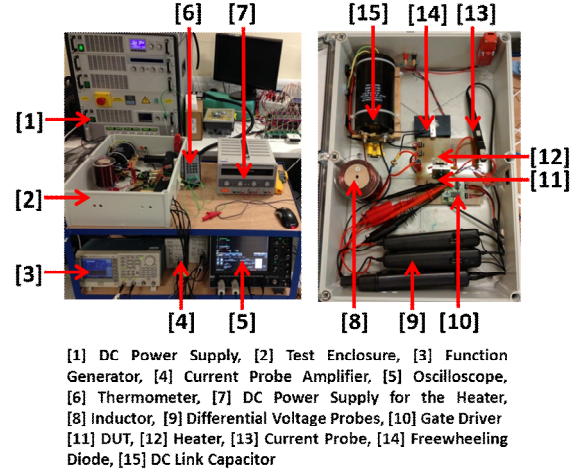 [6] [7] [15] [14] [13]
[1]
[12]
[2] [11]
[3]
[4] [5] [8] [9] [10]
[1] DC Power Supply, [2] Test Enclosure, [3] Function
Generator, [4] Current Probe Amplifier, [5] Oscilloscope,
[6] Thermometer, [7] DC Power Supply for the Heater,
[8] Inductor, [9] Differential Voltage Probes, [10] Gate Driver
[11] DUT, [12] Heater, [13] Current Probe, [14] Freewheeling
Diode, [15] DC Link Capacitor